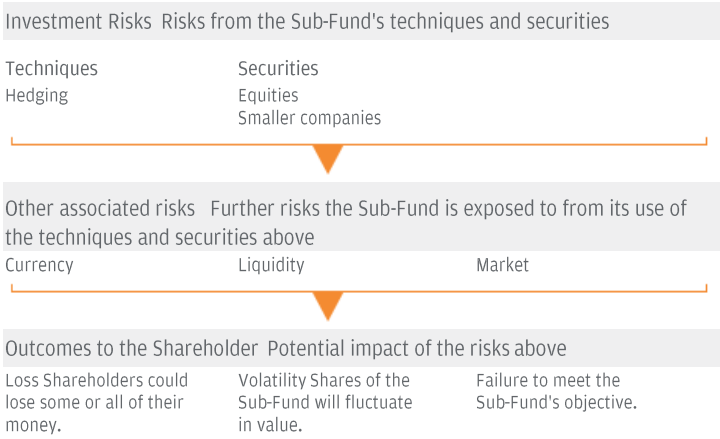 Investment Risks Risks from the Sub-Fund's techniques and securities
Techniques
Hedging
Securities
Equities
Smaller companies
Other associated risks Further risks the Sub-Fund is exposed to from its use of
the techniques and securities above
Currency
Liquidity
Market
Outcomes to the Shareholder Potential impact of the risks above
Loss Shareholders could
lose some or all of their
money.
Volatility Shares of the
Sub-Fund will fluctuate
in value.
Failure to meet the
Sub-Fund's objective.